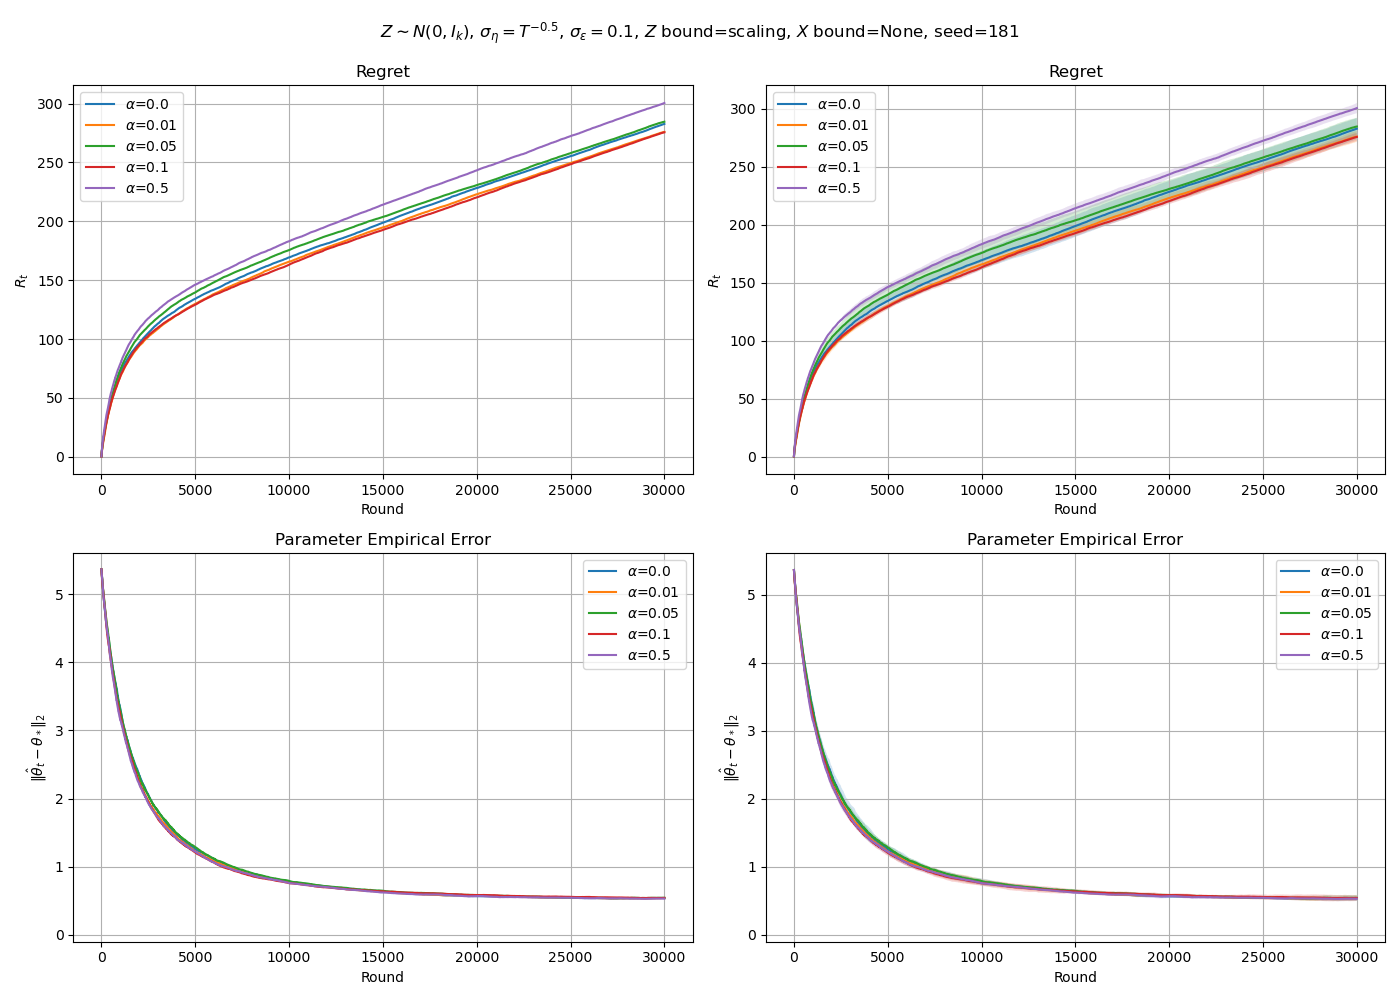 Z ∼ N(0, I_k), σ_η = T^{−0.5}, σ_ε = 0.1, Z bound=scaling, X bound=None, seed=181
Regret
300
250
200
150
100
50
0
R_t
α=0.0
α=0.01
α=0.05
α=0.1
α=0.5
0 5000 10000 15000 20000 25000 30000
Round
Regret
300
250
200
150
100
50
0
R_t
α=0.0
α=0.01
α=0.05
α=0.1
α=0.5
0 5000 10000 15000 20000 25000 30000
Round
Parameter Empirical Error
5
4
3
2
1
0
‖θ̂_t − θ_*‖_2
α=0.0
α=0.01
α=0.05
α=0.1
α=0.5
0 5000 10000 15000 20000 25000 30000
Round
Parameter Empirical Error
5
4
3
2
1
0
‖θ̂_t − θ_*‖_2
α=0.0
α=0.01
α=0.05
α=0.1
α=0.5
0 5000 10000 15000 20000 25000 30000
Round